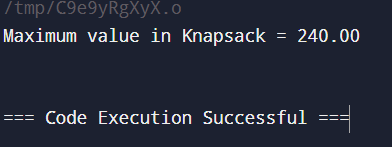 /tmp/C9e9yRgXyX.o
Maximum value in Knapsack = 240.00
=== Code Execution Successful ===